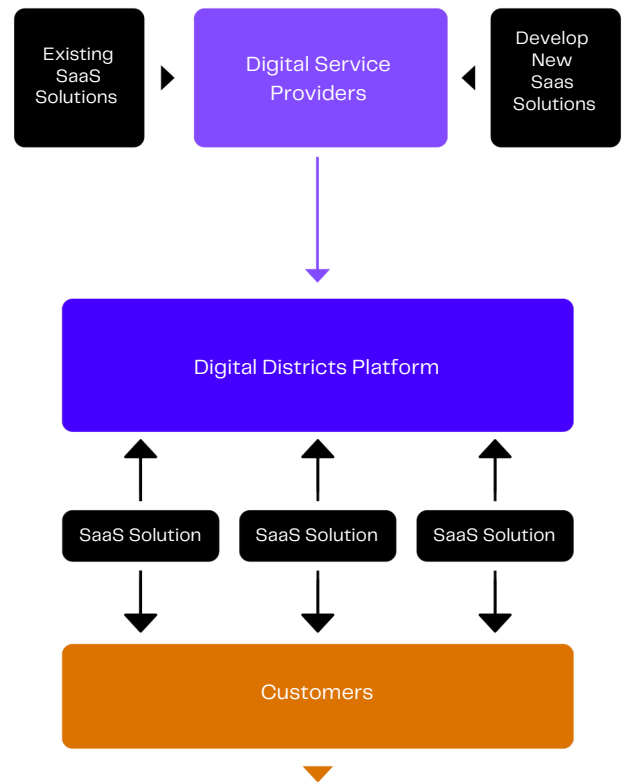 Existing
SaaS
Solutions
Digital Service
Providers
Develop
New
Saas
Solutions
Digital Districts Platform
SaaS Solution
SaaS Solution
SaaS Solution
Customers